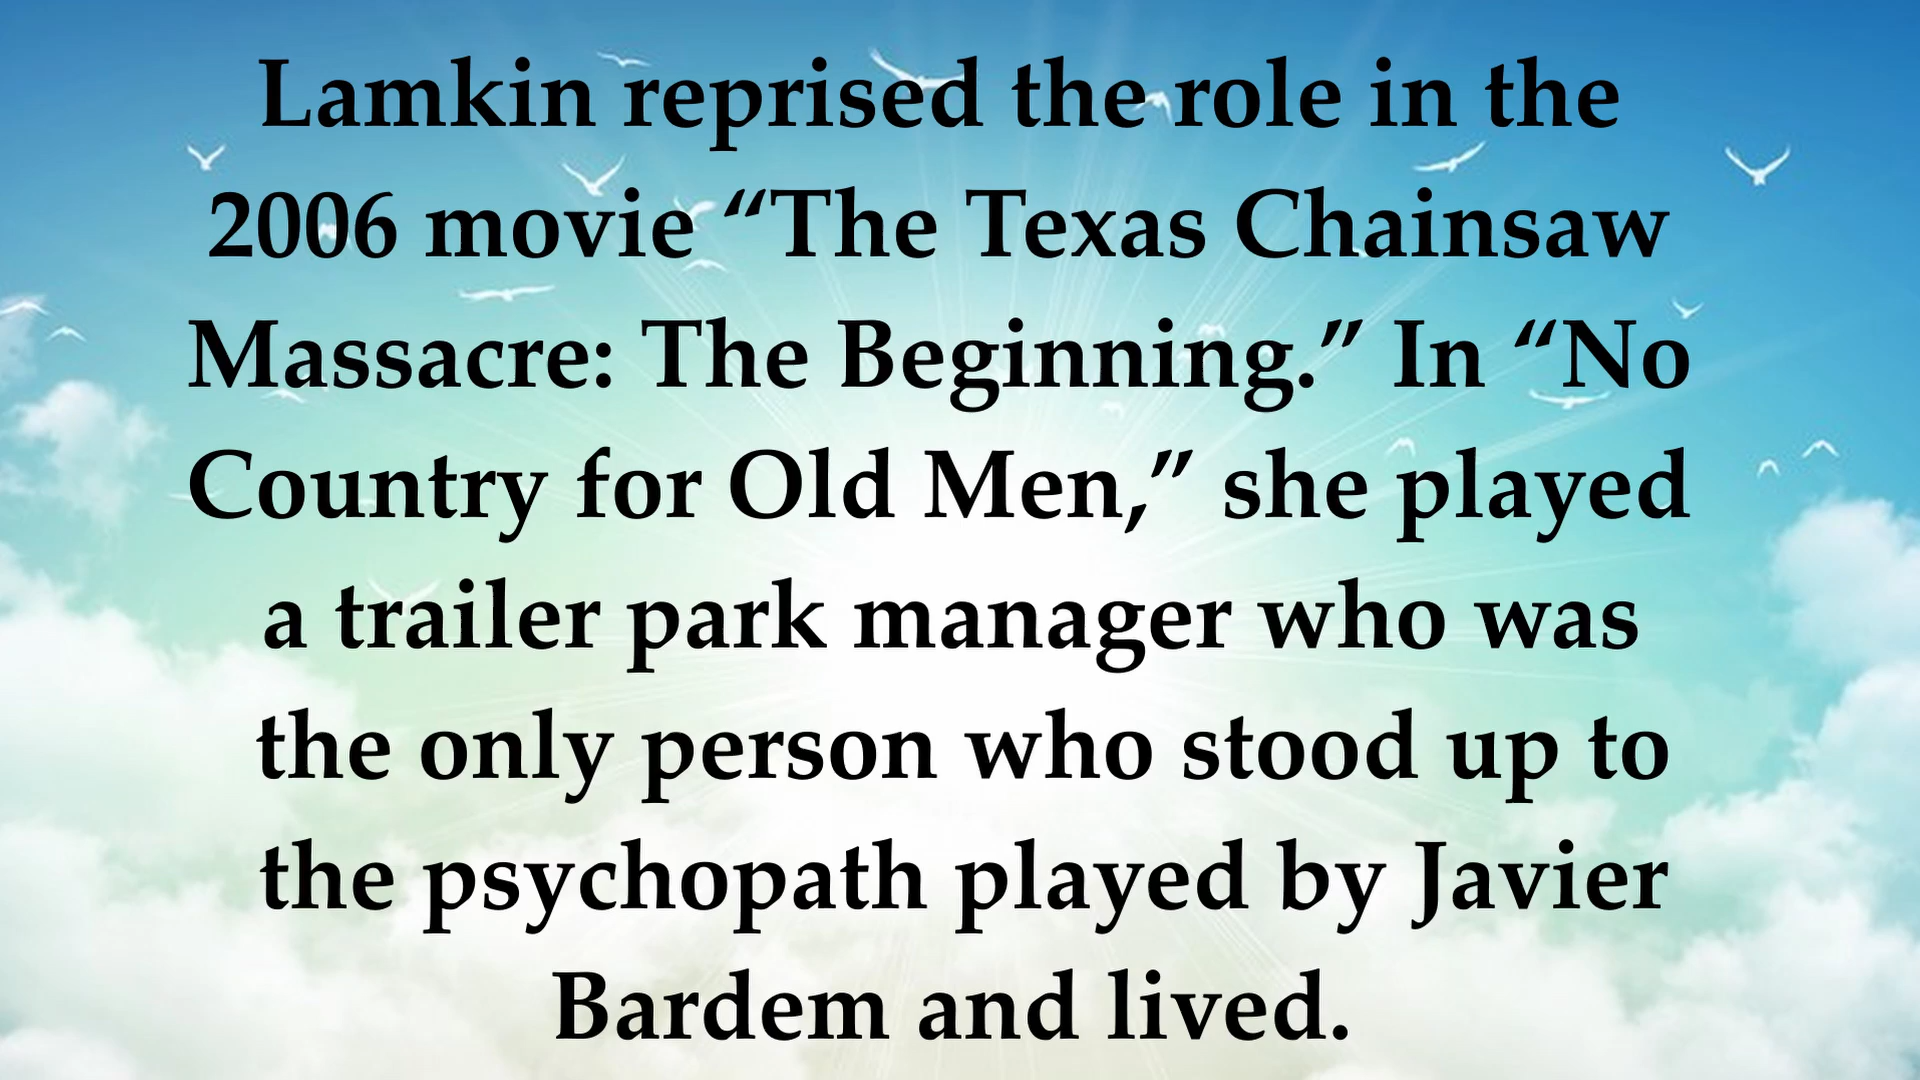 Lamkin reprised the role in the
2006 movie “The Texas Chainsaw
Massacre: The Beginning.” In “No
Country for Old Men,” she played
a trailer park manager who was
the only person who stood up to
the psychopath played by Javier
Bardem and lived.